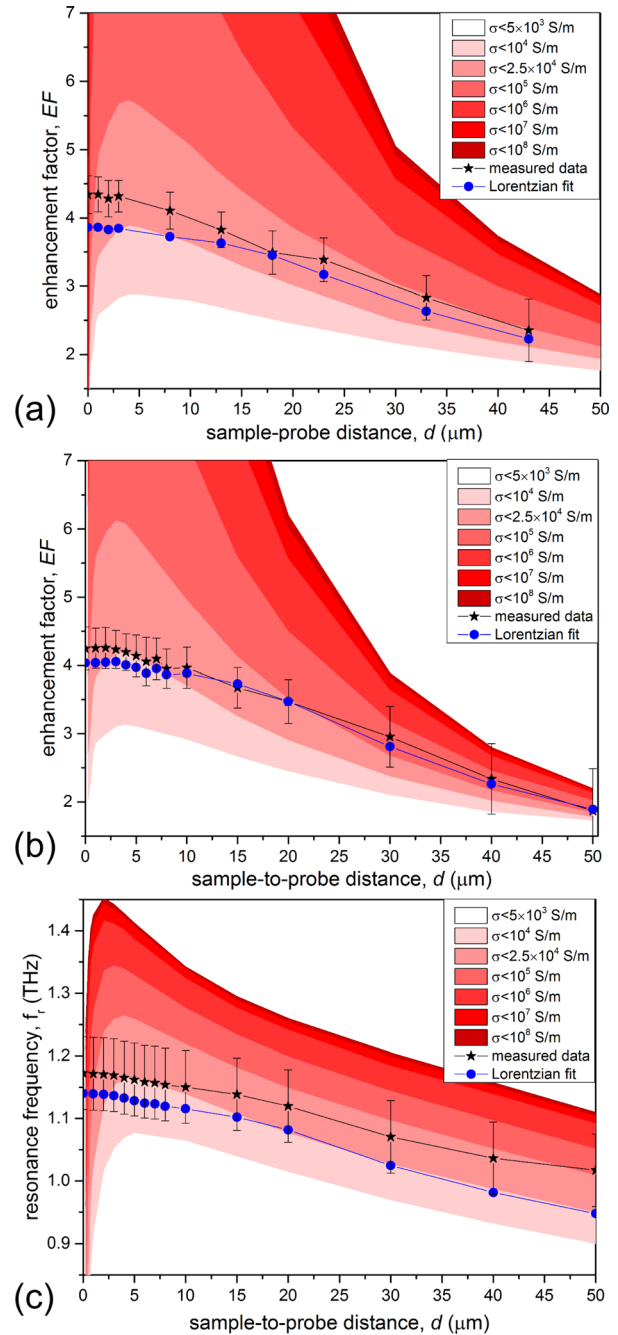 7
6
5
4
3
2
enhancement factor, EF
σ<5×10³ S/m
σ<10⁴ S/m
σ<2.5×10⁴ S/m
σ<10⁵ S/m
σ<10⁶ S/m
σ<10⁷ S/m
σ<10⁸ S/m
measured data
Lorentzian fit
0 5 10 15 20 25 30 35 40 45 50
sample-probe distance, d (μm)
(a)
7
6
5
4
3
2
enhancement factor, EF
σ<5×10³ S/m
σ<10⁴ S/m
σ<2.5×10⁴ S/m
σ<10⁵ S/m
σ<10⁶ S/m
σ<10⁷ S/m
σ<10⁸ S/m
measured data
Lorentzian fit
0 5 10 15 20 25 30 35 40 45 50
sample-to-probe distance, d (μm)
(b)
1.4
1.3
1.2
1.1
1.0
0.9
resonance frequency, fr (THz)
σ<5×10³ S/m
σ<10⁴ S/m
σ<2.5×10⁴ S/m
σ<10⁵ S/m
σ<10⁶ S/m
σ<10⁷ S/m
σ<10⁸ S/m
measured data
Lorentzian fit
0 5 10 15 20 25 30 35 40 45 50
sample-to-probe distance, d (μm)
(c)